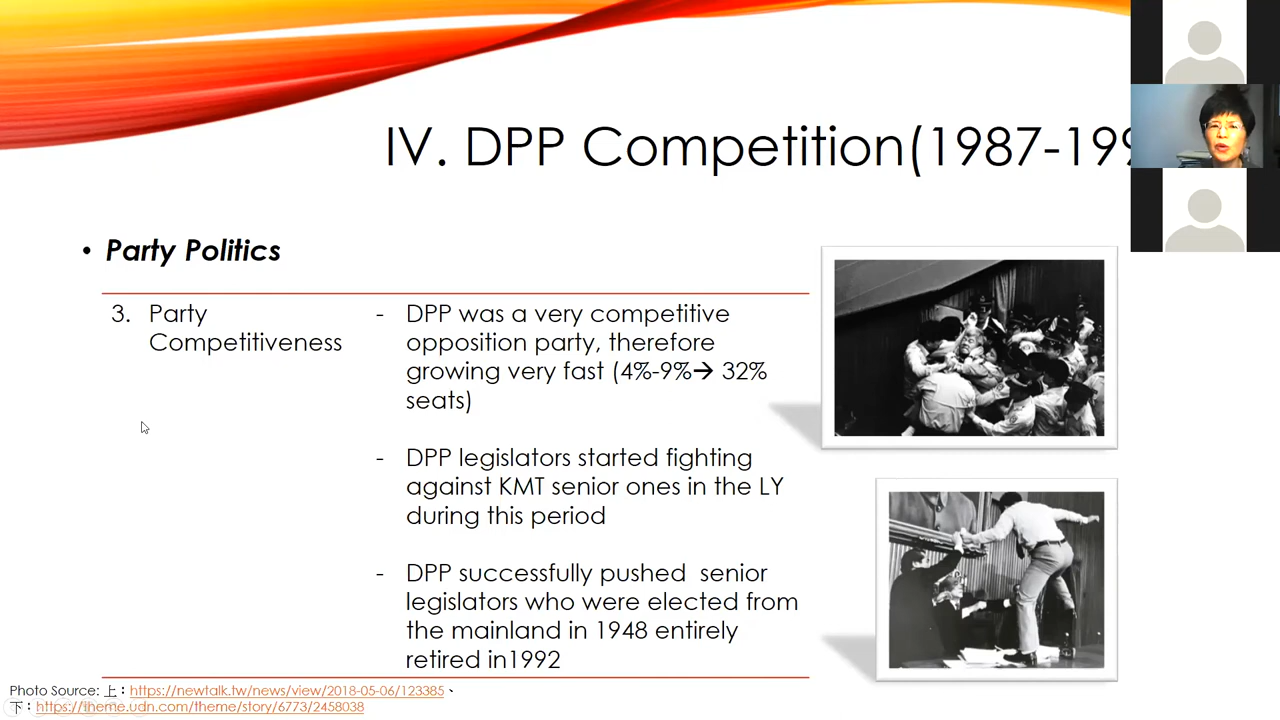 IV. DPP Competition(1987-199
• Party Politics
3. Party
Competitiveness
- DPP was a very competitive
opposition party, therefore
growing very fast (4%-9%→ 32%
seats)
- DPP legislators started fighting
against KMT senior ones in the LY
during this period
- DPP successfully pushed senior
legislators who were elected from
the mainland in 1948 entirely
retired in1992
Photo Source: 上：https://newtalk.tw/news/view/2018-05-06/123385、
下：https://theme.udn.com/theme/story/6773/2458038